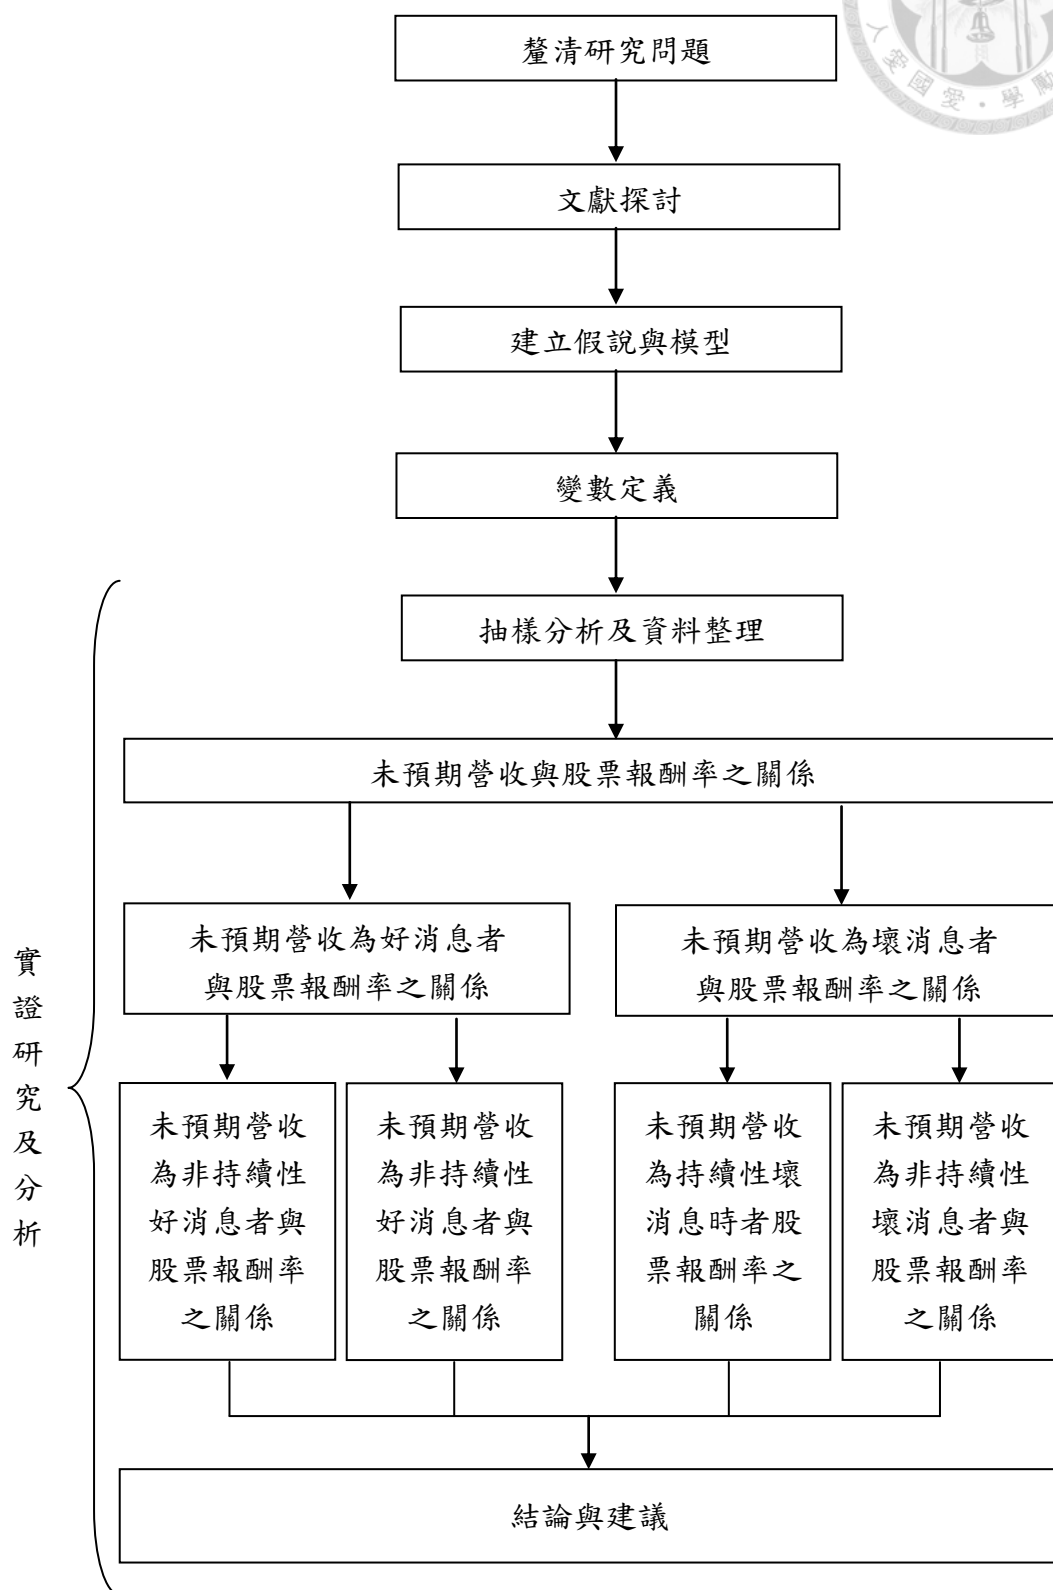 釐清研究問題
文獻探討
建立假說與模型
變數定義
抽樣分析及資料整理
未預期營收與股票報酬率之關係
未預期營收為好消息者
與股票報酬率之關係
未預期營收為壞消息者
與股票報酬率之關係
實
證
研
究
及
分
析
未預期營收
為非持續性
好消息者與
股票報酬率
之關係
未預期營收
為非持續性
好消息者與
股票報酬率
之關係
未預期營收
為持續性壞
消息時者股
票報酬率之
關係
未預期營收
為非持續性
壞消息者與
股票報酬率
之關係
結論與建議
人愛國愛・學勵